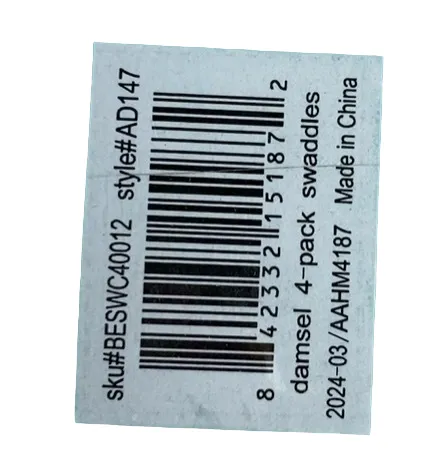 sku#BESWC40012 style#AD147
8 42332 15187 2
damsel 4-pack swaddles
2024-03/AAHM4187 Made in China